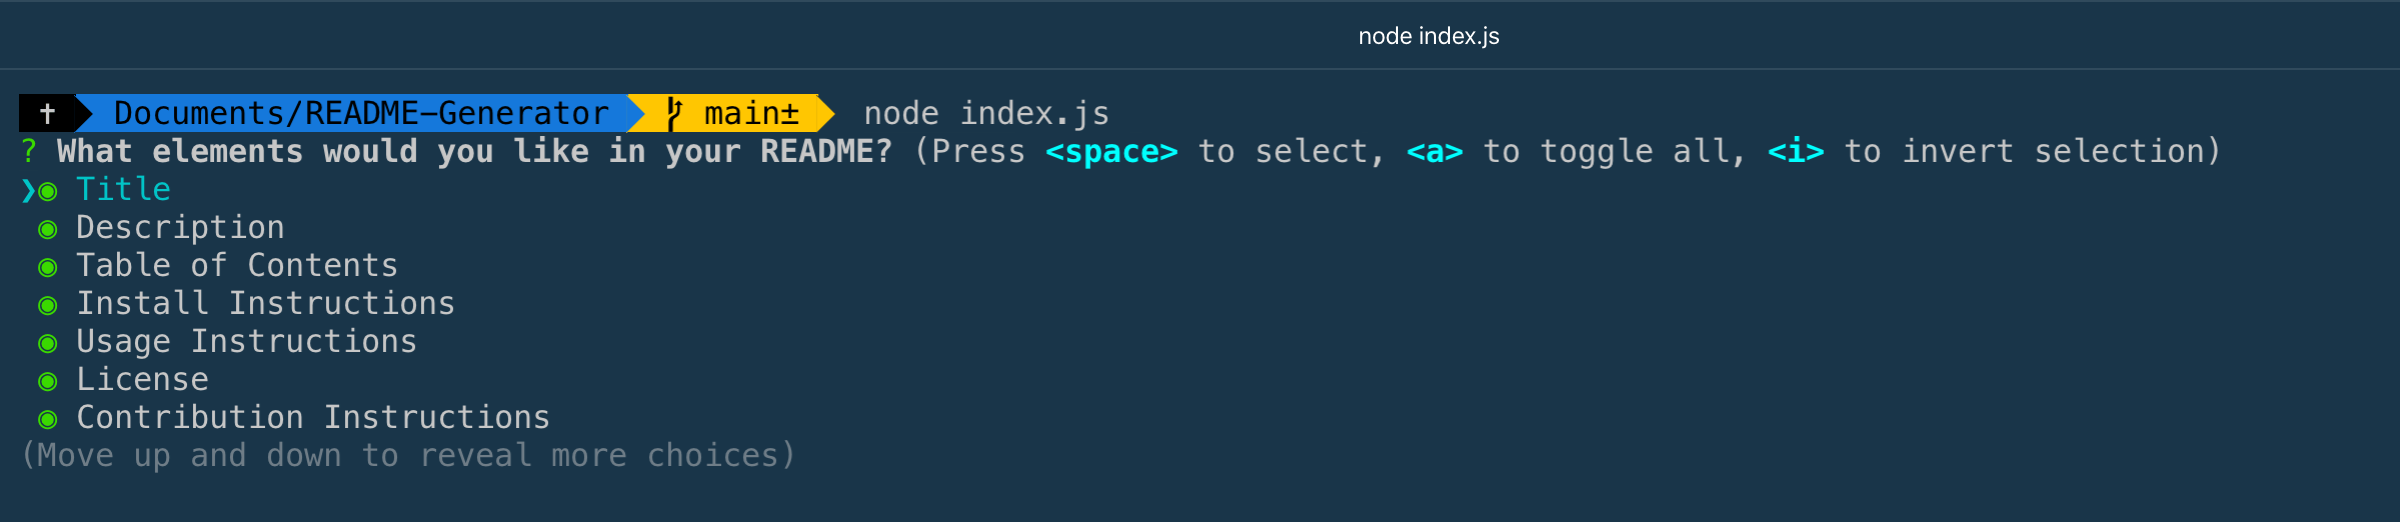 node index.js
✝ Documents/README-Generator main± node index.js
? What elements would you like in your README? (Press <space> to select, <a> to toggle all, <i> to invert selection)
❯◉ Title
◉ Description
◉ Table of Contents
◉ Install Instructions
◉ Usage Instructions
◉ License
◉ Contribution Instructions
(Move up and down to reveal more choices)